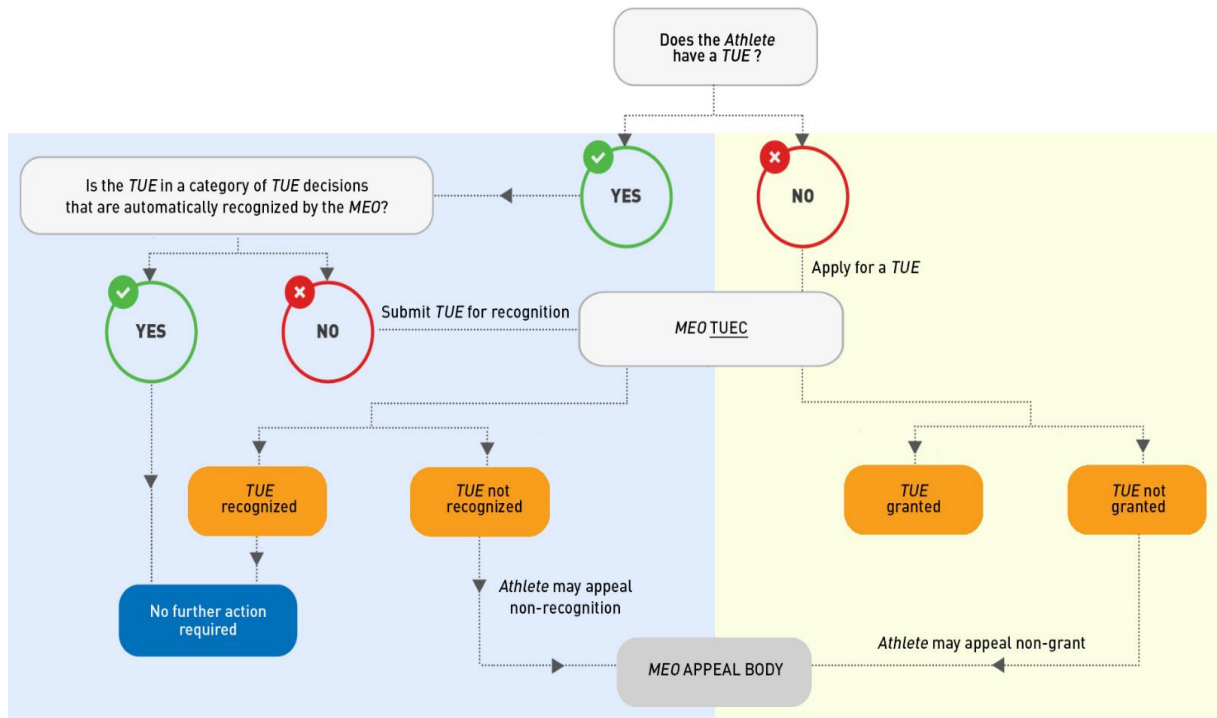 Does the Athlete
have a TUE ?
YES
NO
Is the TUE in a category of TUE decisions
that are automatically recognized by the MEO?
YES
NO
Submit TUE for recognition
Apply for a TUE
MEO TUEC
TUE
recognized
TUE not
recognized
TUE
granted
TUE not
granted
No further action
required
Athlete may appeal
non-recognition
Athlete may appeal non-grant
MEO APPEAL BODY